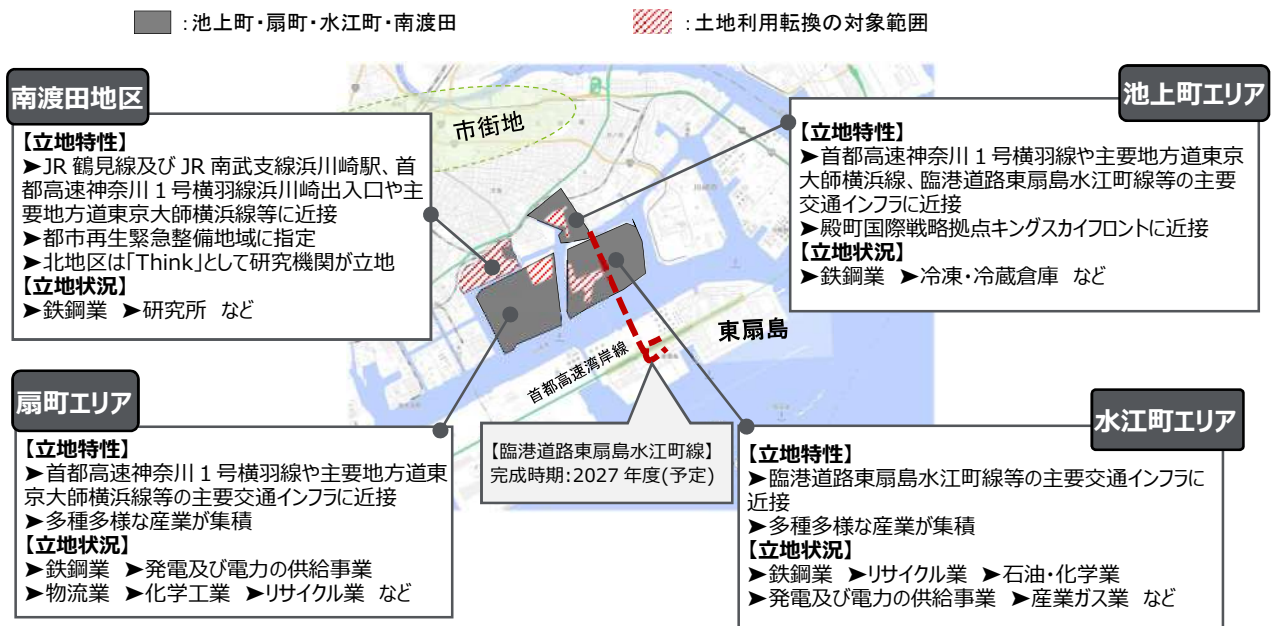 ：池上町・扇町・水江町・南渡田
：土地利用転換の対象範囲
南渡田地区
【立地特性】
➤JR 鶴見線及び JR 南武支線浜川崎駅、首
都高速神奈川１号横羽線浜川崎出入口や主
要地方道東京大師横浜線等に近接
➤都市再生緊急整備地域に指定
➤北地区は「Think」として研究機関が立地
【立地状況】
➤鉄鋼業 ➤研究所 など
池上町エリア
【立地特性】
➤首都高速神奈川１号横羽線や主要地方道東京
大師横浜線、臨港道路東扇島水江町線等の主要
交通インフラに近接
➤殿町国際戦略拠点キングスカイフロントに近接
【立地状況】
➤鉄鋼業 ➤冷凍・冷蔵倉庫 など
市街地
東扇島
首都高速湾岸線
扇町エリア
【立地特性】
➤首都高速神奈川１号横羽線や主要地方道東
京大師横浜線等の主要交通インフラに近接
➤多種多様な産業が集積
【立地状況】
➤鉄鋼業 ➤発電及び電力の供給事業
➤物流業 ➤化学工業 ➤リサイクル業 など
【臨港道路東扇島水江町線】
完成時期:2027 年度(予定)
水江町エリア
【立地特性】
➤臨港道路東扇島水江町線等の主要交通インフラに
近接
➤多種多様な産業が集積
【立地状況】
➤鉄鋼業 ➤リサイクル業 ➤石油・化学業
➤発電及び電力の供給事業 ➤産業ガス業 など